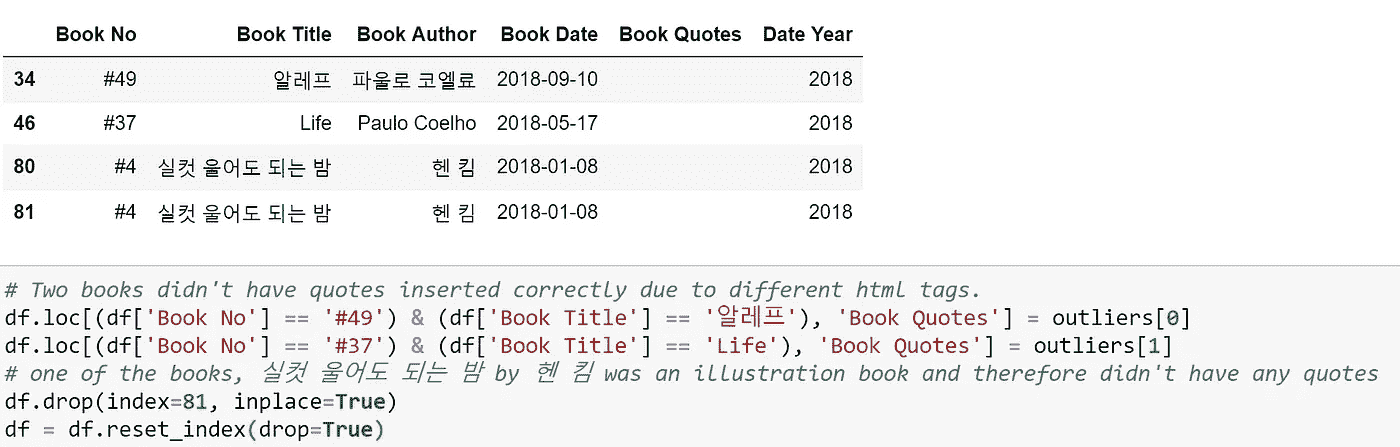 Book No Book Title Book Author Book Date Book Quotes Date Year
34 #49 알레프 파울로 코엘료 2018-09-10 2018
46 #37 Life Paulo Coelho 2018-05-17 2018
80 #4 실컷 울어도 되는 밤 헨 킴 2018-01-08 2018
81 #4 실컷 울어도 되는 밤 헨 킴 2018-01-08 2018
# Two books didn't have quotes inserted correctly due to different html tags.
df.loc[(df['Book No'] == '#49') & (df['Book Title'] == '알레프'), 'Book Quotes'] = outliers[0]
df.loc[(df['Book No'] == '#37') & (df['Book Title'] == 'Life'), 'Book Quotes'] = outliers[1]
# one of the books, 실컷 울어도 되는 밤 by 헨 킴 was an illustration book and therefore didn't have any quotes
df.drop(index=81, inplace=True)
df = df.reset_index(drop=True)